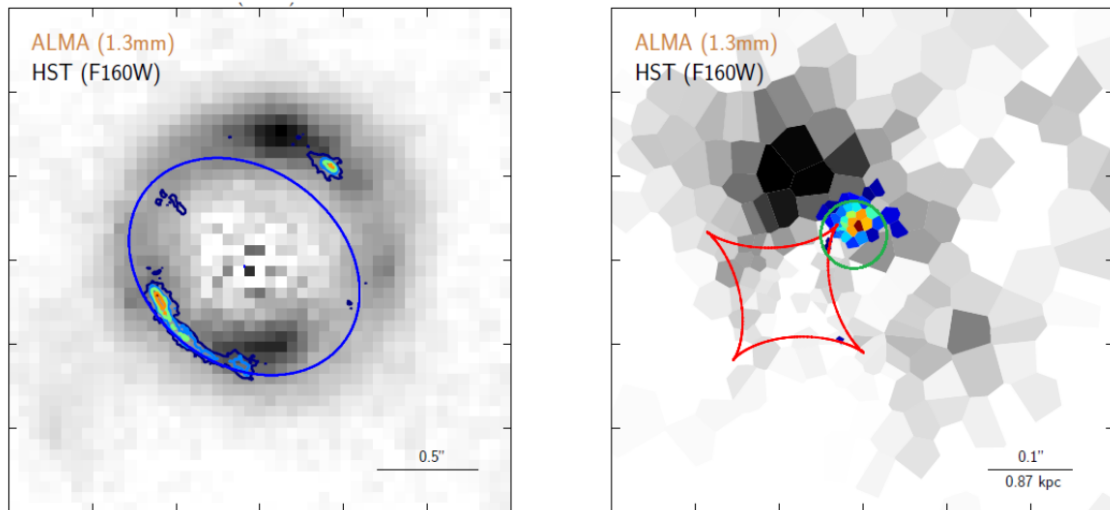 ALMA (1.3mm)
HST (F160W)
0.5"
ALMA (1.3mm)
HST (F160W)
0.1"
0.87 kpc